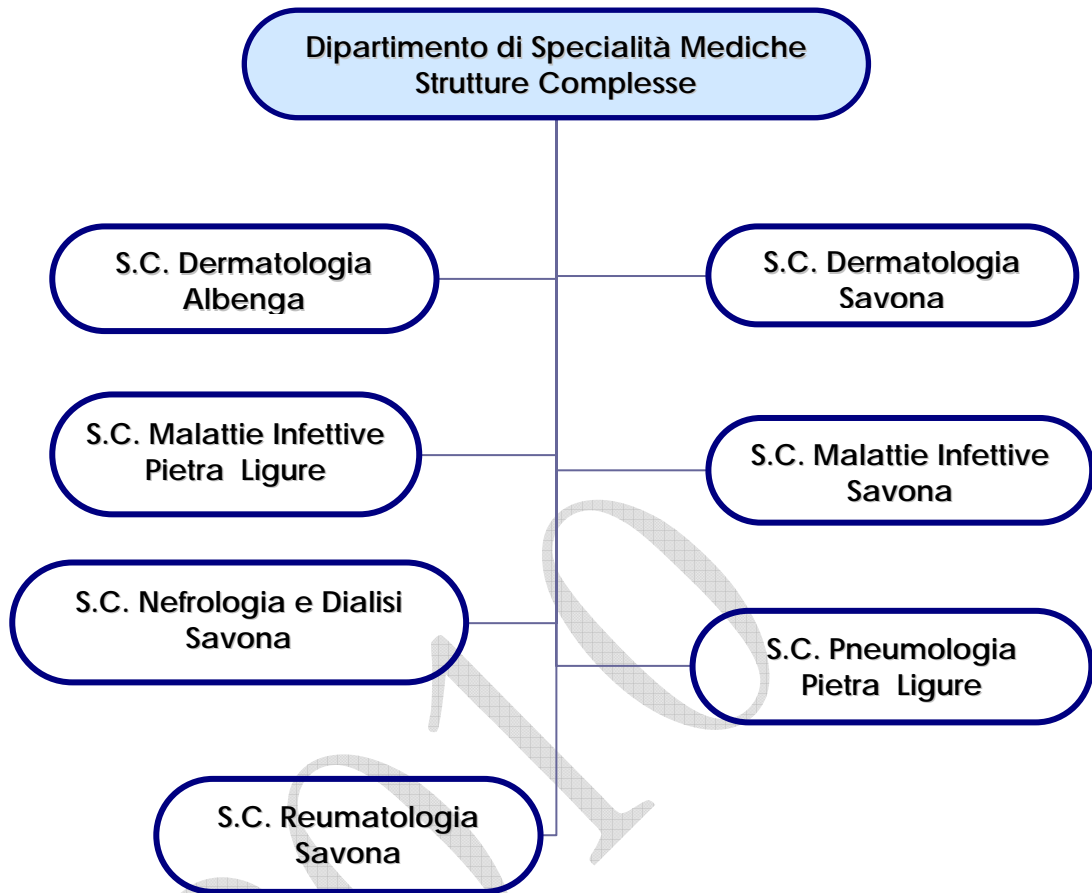 Dipartimento di Specialità Mediche
Strutture Complesse
S.C. Dermatologia
Albenga
S.C. Dermatologia
Savona
S.C. Malattie Infettive
Pietra Ligure
S.C. Malattie Infettive
Savona
S.C. Nefrologia e Dialisi
Savona
S.C. Pneumologia
Pietra Ligure
S.C. Reumatologia
Savona